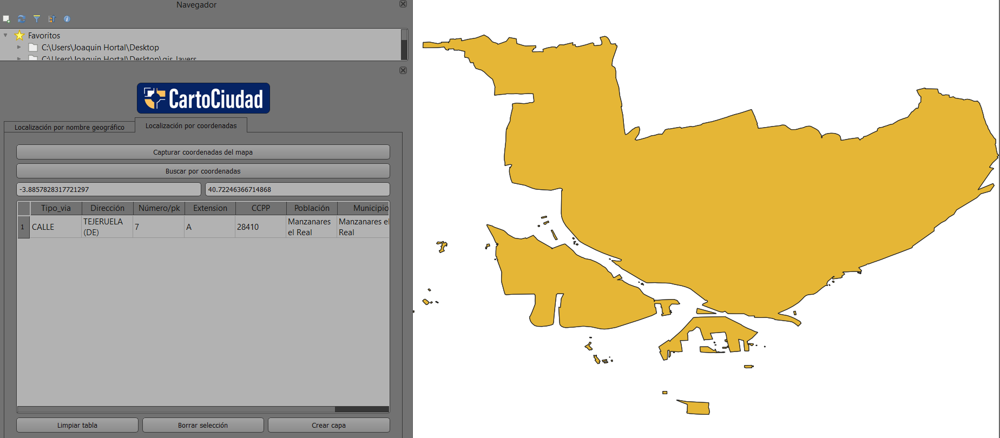 Navegador
Favoritos
C:\Users\Joaquin Hortal\Desktop
C:\Users\Joaquin Hortal\Desktop\gis_layers
CartoCiudad
Localización por nombre geográfico
Localización por coordenadas
Capturar coordenadas del mapa
Buscar por coordenadas
-3.8857828317721297 40.72246366714868
Tipo_via Dirección Número/pk Extension CCPP Población Municipio
1 CALLE TEJERUELA (DE) 7 A 28410 Manzanares el Real Manzanares el Real
Limpiar tabla Borrar selección Crear capa